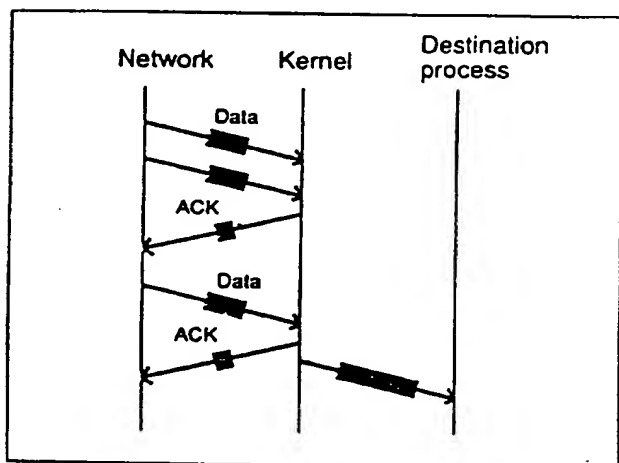 Network
Kernel
Destination
process
Data
ACK
Data
ACK